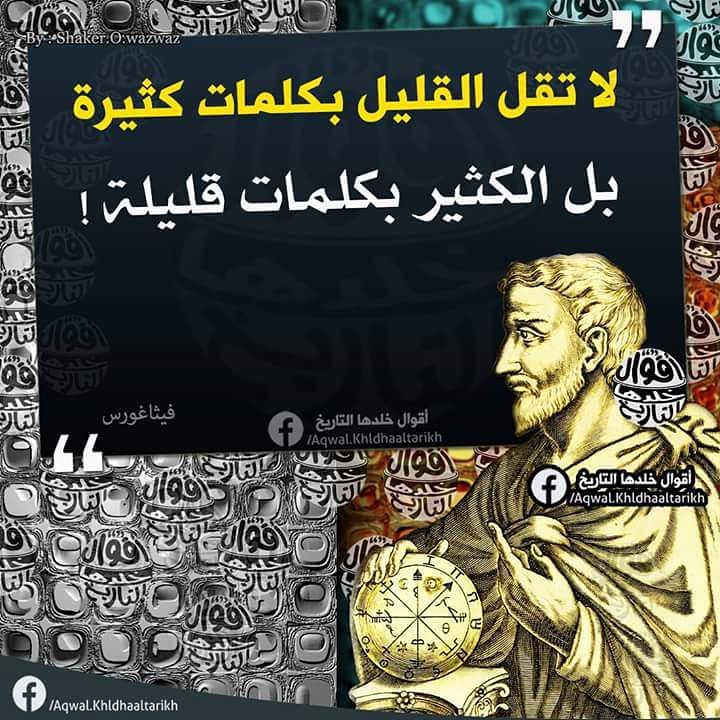 By : Shaker.O.wazwaz
لا تقل القليل بكلمات كثيرة
بل الكثير بكلمات قليلة !
فيثاغورس
أقوال خلدها التاريخ
/Aqwal.Khldhaaltarikh
أقوال خلدها التاريخ
/Aqwal.Khldhaaltarikh
/Aqwal.Khldhaaltarikh